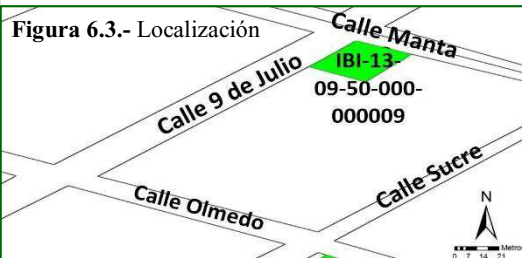 Figura 6.3.- Localización
Calle Manta
IBI-13-
09-50-000-
000009
Calle 9 de Julio
Calle Sucre
Calle Olmedo
N
Metros
0 7 14 21